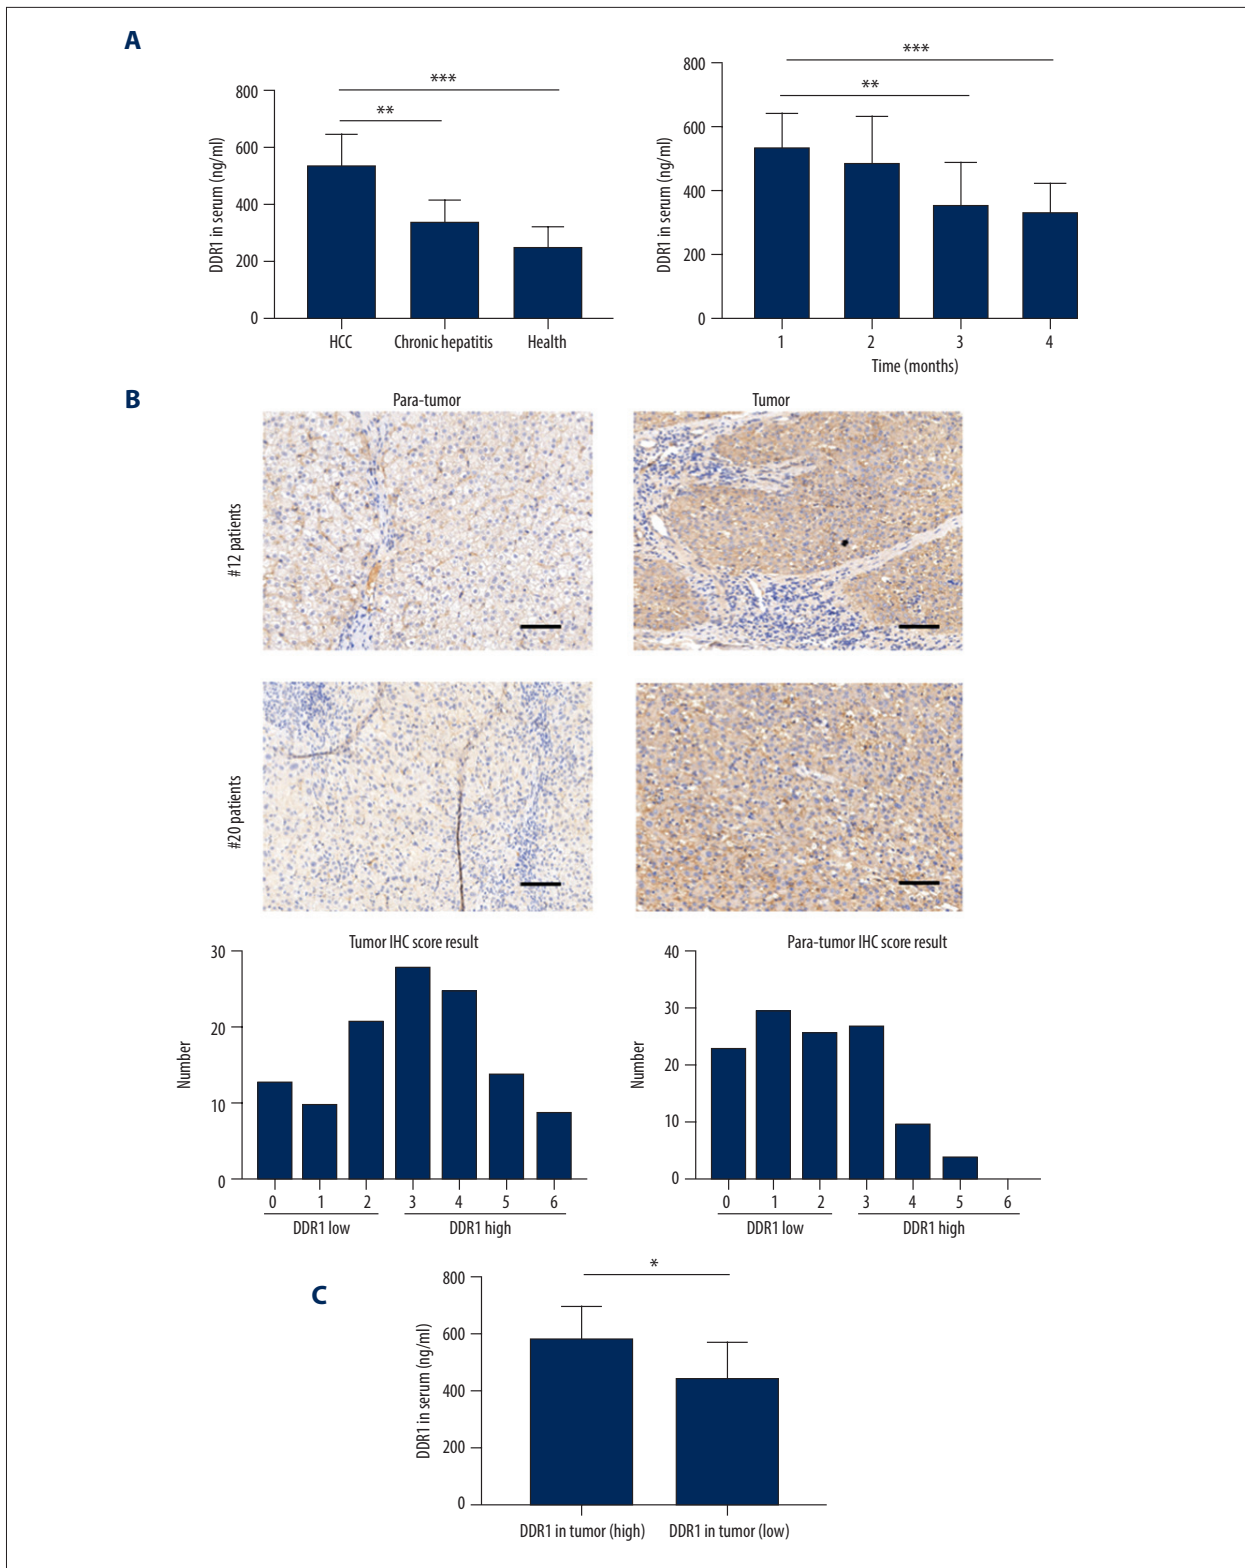 A
***
**
800
600
400
200
0
DDR1 in serum (ng/ml)
HCC
Chronic hepatitis
Health
***
**
800
600
400
200
0
DDR1 in serum (ng/ml)
1
2
3
4
Time (months)
B
Para-tumor
Tumor
#12 patients
#20 patients
Tumor IHC score result
30
20
10
0
Number
0
1
2
3
4
5
6
DDR1 low
DDR1 high
Para-tumor IHC score result
40
30
20
10
0
Number
0
1
2
3
4
5
6
DDR1 low
DDR1 high
C
*
800
600
400
200
0
DDR1 in serum (ng/ml)
DDR1 in tumor (high)
DDR1 in tumor (low)